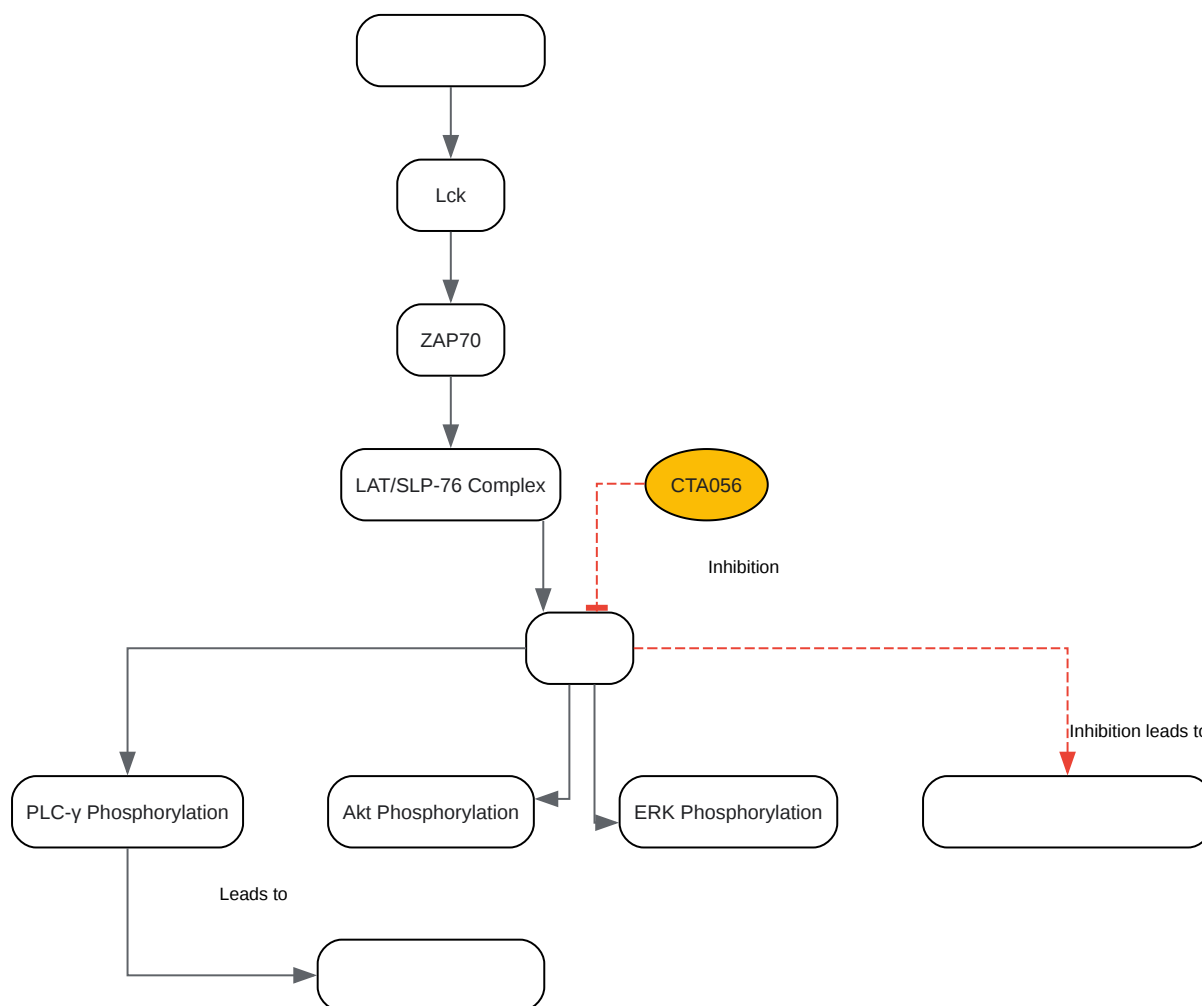 Lck
ZAP70
LAT/SLP-76 Complex
CTA056
Inhibition
Inhibition leads to
PLC-γ Phosphorylation
Akt Phosphorylation
ERK Phosphorylation
Leads to